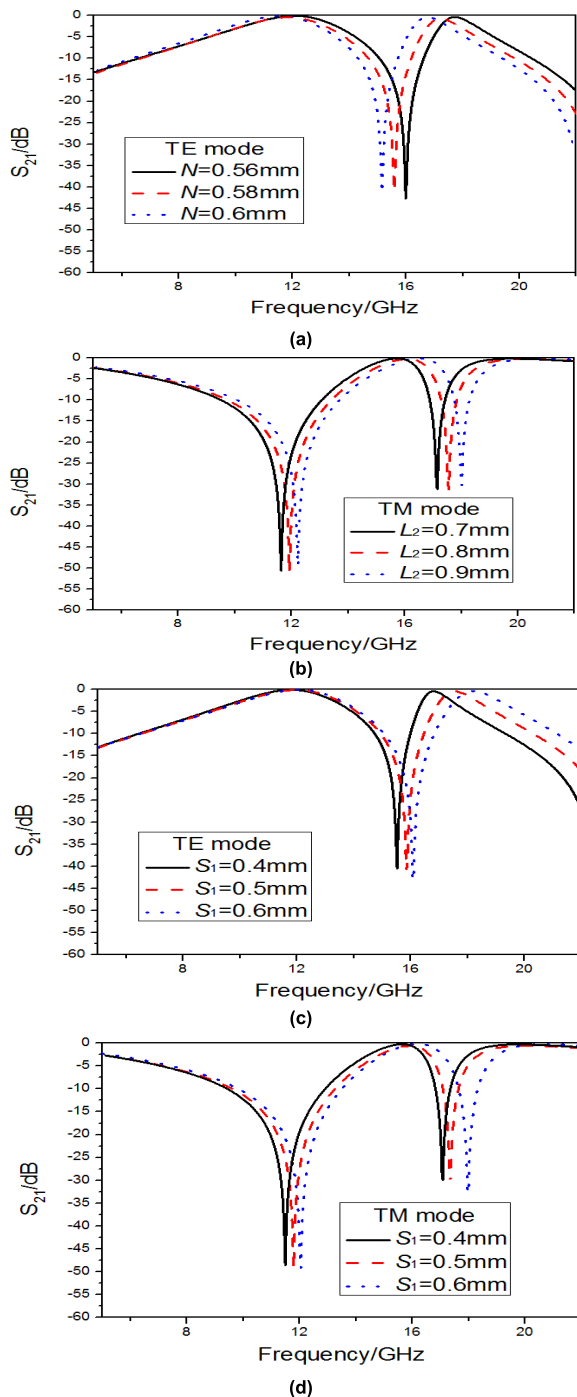 0
-5
-10
-15
-20
-25
-30
-35
-40
-45
-50
-55
-60
S21/dB
TE mode
N=0.56mm
N=0.58mm
N=0.6mm
8 12 16 20
Frequency/GHz
(a)
0
-5
-10
-15
-20
-25
-30
-35
-40
-45
-50
-55
-60
S21/dB
TM mode
L2=0.7mm
L2=0.8mm
L2=0.9mm
8 12 16 20
Frequency/GHz
(b)
0
-5
-10
-15
-20
-25
-30
-35
-40
-45
-50
-55
-60
S21/dB
TE mode
S1=0.4mm
S1=0.5mm
S1=0.6mm
8 12 16 20
Frequency/GHz
(c)
0
-5
-10
-15
-20
-25
-30
-35
-40
-45
-50
-55
-60
S21/dB
TM mode
S1=0.4mm
S1=0.5mm
S1=0.6mm
8 12 16 20
Frequency/GHz
(d)